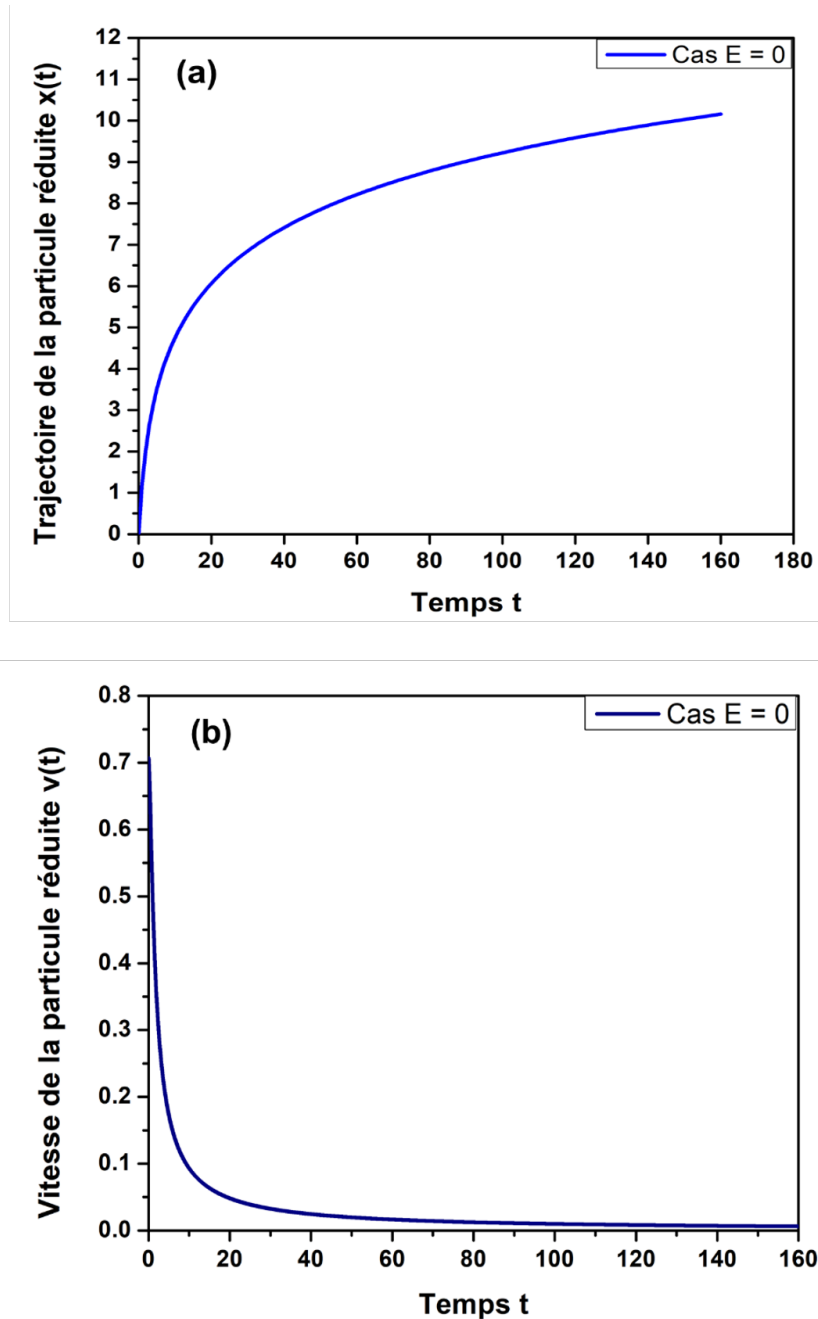 (a)
Cas E = 0
Trajectoire de la particule réduite x(t)
12
11
10
9
8
7
6
5
4
3
2
1
0
0 20 40 60 80 100 120 140 160 180
Temps t
(b)
Cas E = 0
Vitesse de la particule réduite v(t)
0.8
0.7
0.6
0.5
0.4
0.3
0.2
0.1
0.0
0 20 40 60 80 100 120 140 160
Temps t